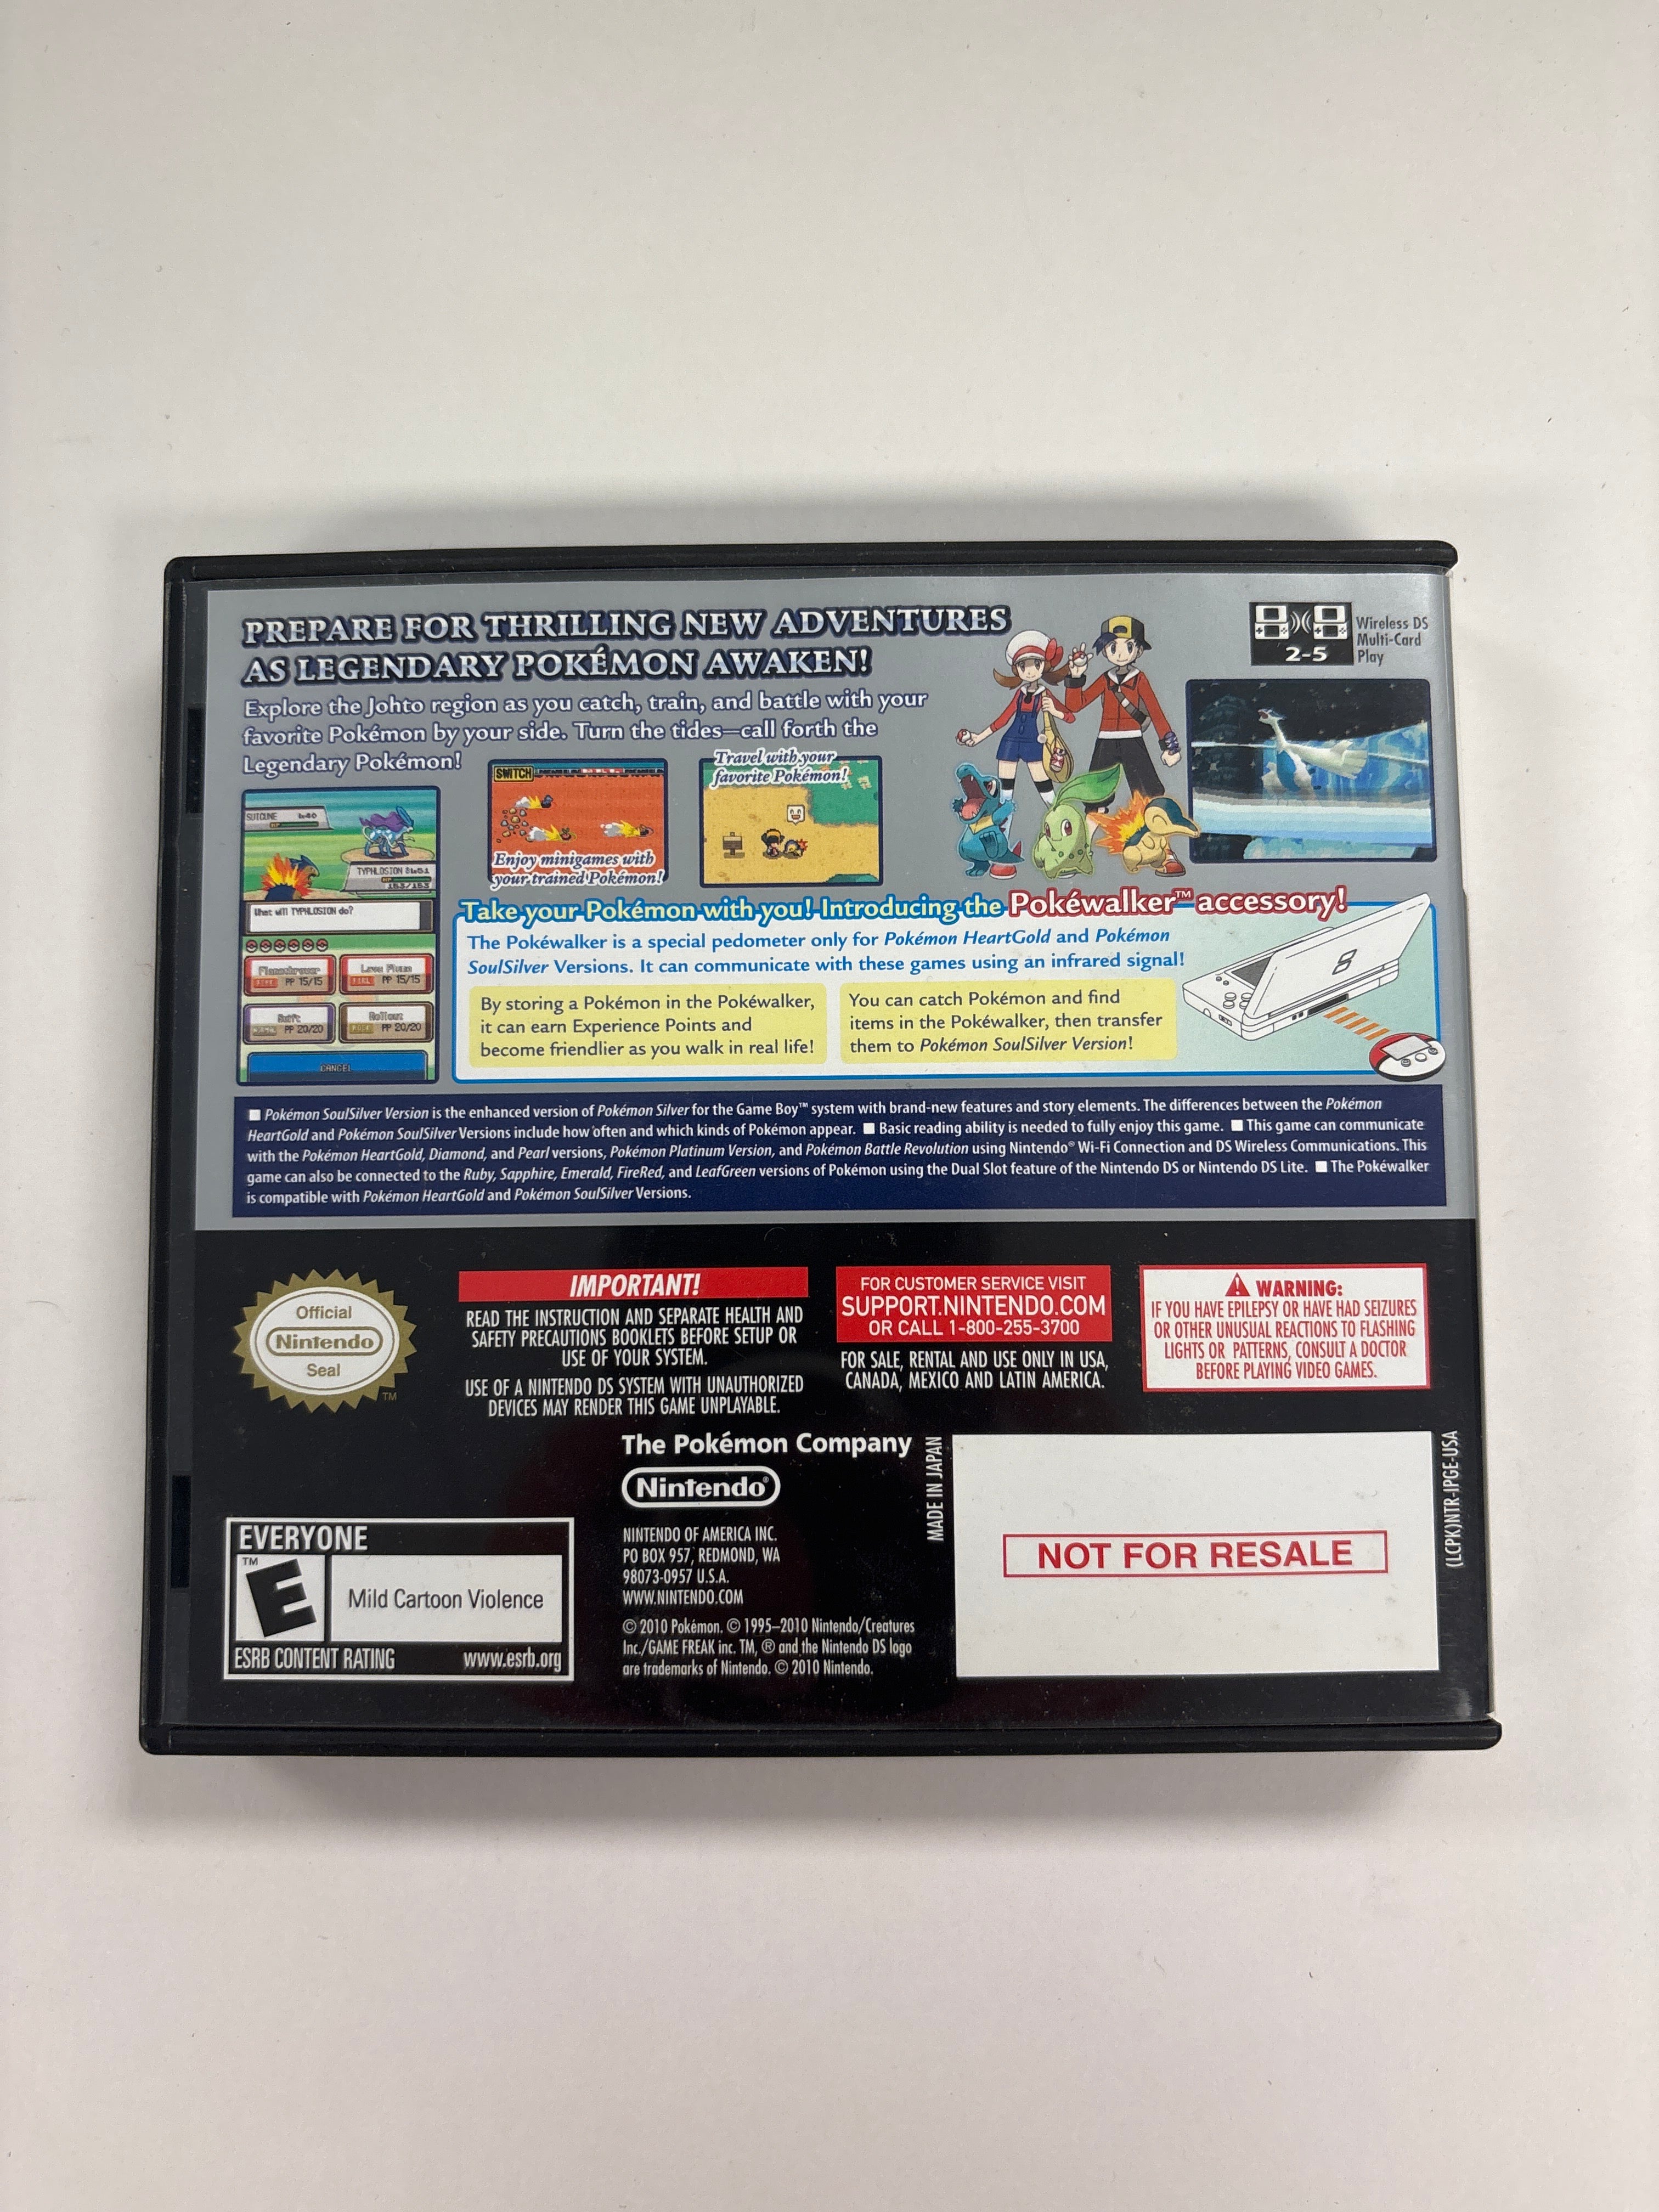 PREPARE FOR THRILLING NEW ADVENTURES
AS LEGENDARY POKÉMON AWAKEN!
Explore the Johto region as you catch, train, and battle with your
favorite Pokémon by your side. Turn the tides—call forth the
Legendary Pokémon!
2-5
Wireless DS
Multi-Card
Play
SUICUNE Lv40
HP
TYPHLOSION ♂Lv51
HP
153/153
What will TYPHLOSION do?
Flamethrower
FIRE PP 15/15
Lava Plume
FIRE PP 15/15
Swift
PP 20/20
Rollout
ROCK PP 20/20
CANCEL
SWITCH
Enjoy minigames with
your trained Pokémon!
Travel with your
favorite Pokémon!
Take your Pokémon with you! Introducing the Pokéwalker™ accessory!
The Pokéwalker is a special pedometer only for Pokémon HeartGold and Pokémon
SoulSilver Versions. It can communicate with these games using an infrared signal!
By storing a Pokémon in the Pokéwalker,
it can earn Experience Points and
become friendlier as you walk in real life!
You can catch Pokémon and find
items in the Pokéwalker, then transfer
them to Pokémon SoulSilver Version!
■ Pokémon SoulSilver Version is the enhanced version of Pokémon Silver for the Game Boy™ system with brand-new features and story elements. The differences between the Pokémon
HeartGold and Pokémon SoulSilver Versions include how often and which kinds of Pokémon appear. ■ Basic reading ability is needed to fully enjoy this game. ■ This game can communicate
with the Pokémon HeartGold, Diamond, and Pearl versions, Pokémon Platinum Version, and Pokémon Battle Revolution using Nintendo® Wi-Fi Connection and DS Wireless Communications. This
game can also be connected to the Ruby, Sapphire, Emerald, FireRed, and LeafGreen versions of Pokémon using the Dual Slot feature of the Nintendo DS or Nintendo DS Lite. ■ The Pokéwalker
is compatible with Pokémon HeartGold and Pokémon SoulSilver Versions.
Official
Nintendo
Seal
TM
IMPORTANT!
READ THE INSTRUCTION AND SEPARATE HEALTH AND
SAFETY PRECAUTIONS BOOKLETS BEFORE SETUP OR
USE OF YOUR SYSTEM.
USE OF A NINTENDO DS SYSTEM WITH UNAUTHORIZED
DEVICES MAY RENDER THIS GAME UNPLAYABLE.
FOR CUSTOMER SERVICE VISIT
SUPPORT.NINTENDO.COM
OR CALL 1-800-255-3700
FOR SALE, RENTAL AND USE ONLY IN USA,
CANADA, MEXICO AND LATIN AMERICA.
WARNING:
IF YOU HAVE EPILEPSY OR HAVE HAD SEIZURES
OR OTHER UNUSUAL REACTIONS TO FLASHING
LIGHTS OR PATTERNS, CONSULT A DOCTOR
BEFORE PLAYING VIDEO GAMES.
The Pokémon Company
Nintendo®
NINTENDO OF AMERICA INC.
PO BOX 957, REDMOND, WA
98073-0957 U.S.A.
WWW.NINTENDO.COM
© 2010 Pokémon. © 1995–2010 Nintendo/Creatures
Inc./GAME FREAK inc. TM, ® and the Nintendo DS logo
are trademarks of Nintendo. © 2010 Nintendo.
MADE IN JAPAN
NOT FOR RESALE
(LCPK)NTR-IPGE-USA
EVERYONE
TM
E
Mild Cartoon Violence
ESRB CONTENT RATING www.esrb.org